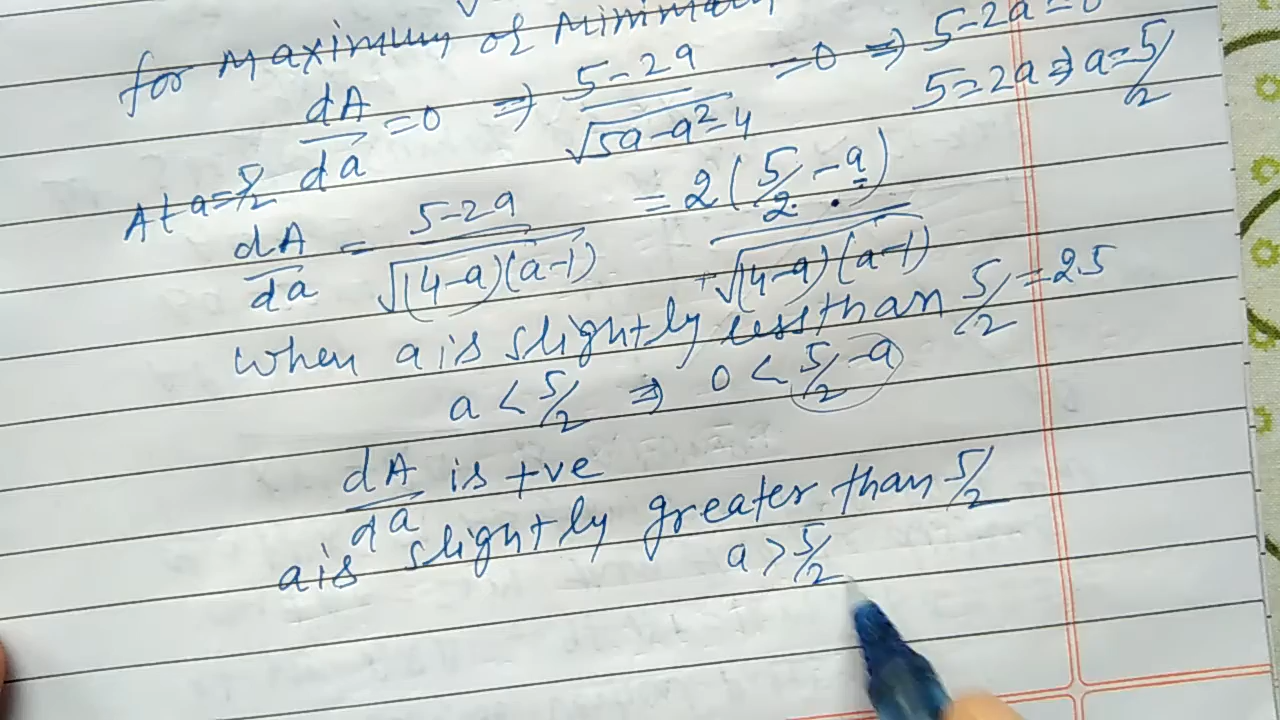 for Maximum or Minimum
dA/da = 0 ⇒ (5-2a)/√(5a-a²-4) = 0 ⇒ 5-2a=0
5=2a ⇒ a=5/2
At a=5/2
dA/da = (5-2a)/√((4-a)(a-1)) = 2(5/2-a)/+√((4-a)(a-1))
When a is slightly less than 5/2 = 25
a < 5/2 ⇒ 0 < 5/2-a
dA/da is +ve
a is slightly greater than 5/2
a > 5/2